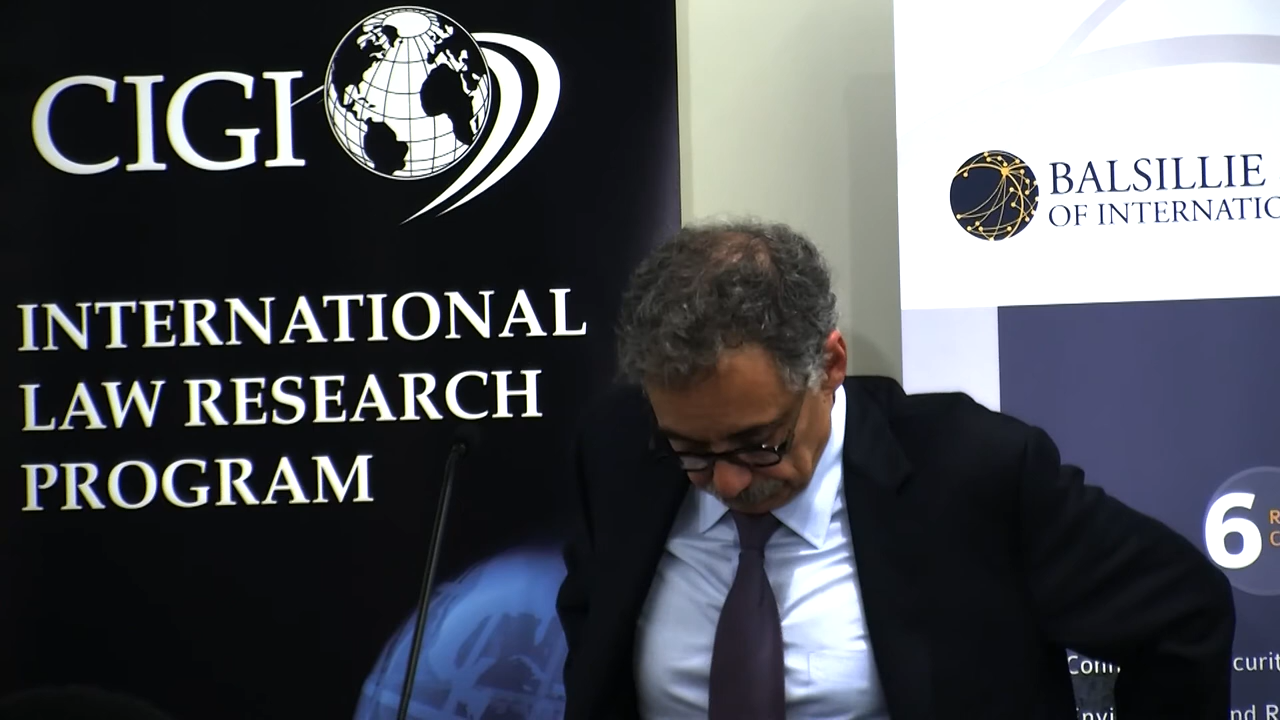 CIGI
INTERNATIONAL
LAW RESEARCH
PROGRAM
BALSILLIE
OF INTERNATIO
6